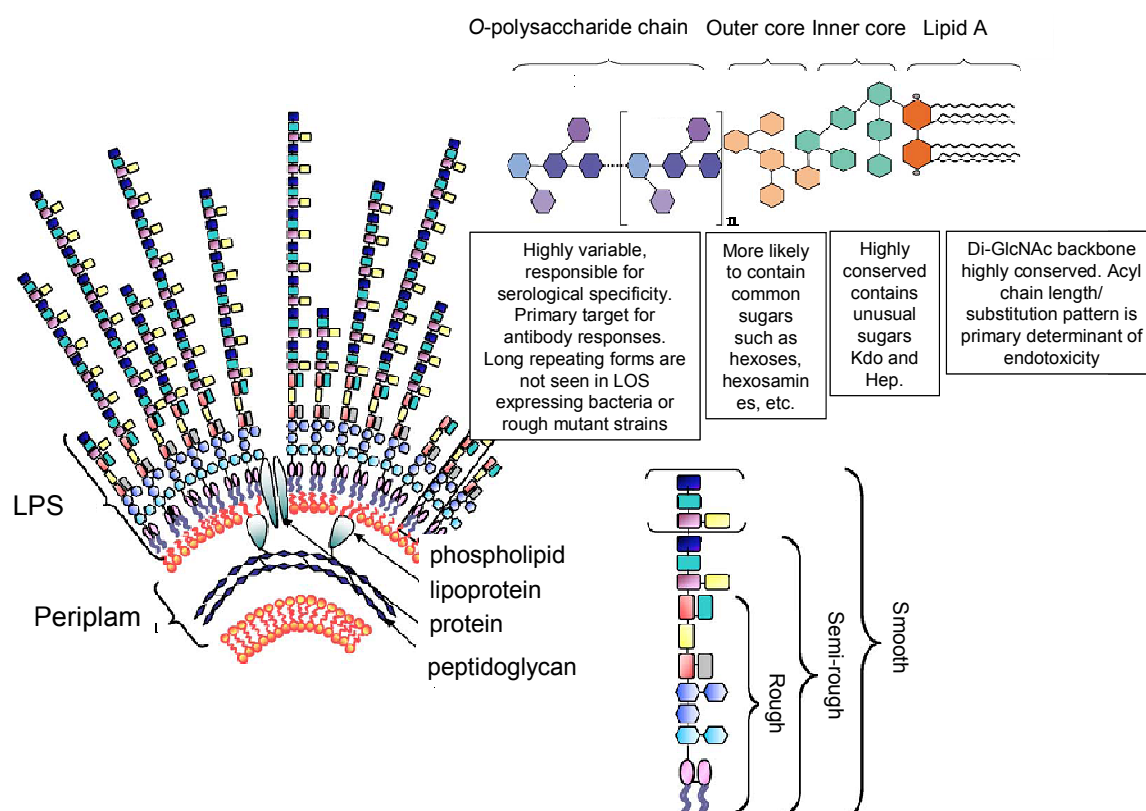 O-polysaccharide chain
Outer core
Inner core
Lipid A
n
Highly variable,
responsible for
serological specificity.
Primary target for
antibody responses.
Long repeating forms are
not seen in LOS
expressing bacteria or
rough mutant strains
More likely
to contain
common
sugars
such as
hexoses,
hexosamin
es, etc.
Highly
conserved
contains
unusual
sugars
Kdo and
Hep.
Di-GlcNAc backbone
highly conserved. Acyl
chain length/
substitution pattern is
primary determinant of
endotoxicity
LPS
Periplam
phospholipid
lipoprotein
protein
peptidoglycan
Rough
Semi-rough
Smooth